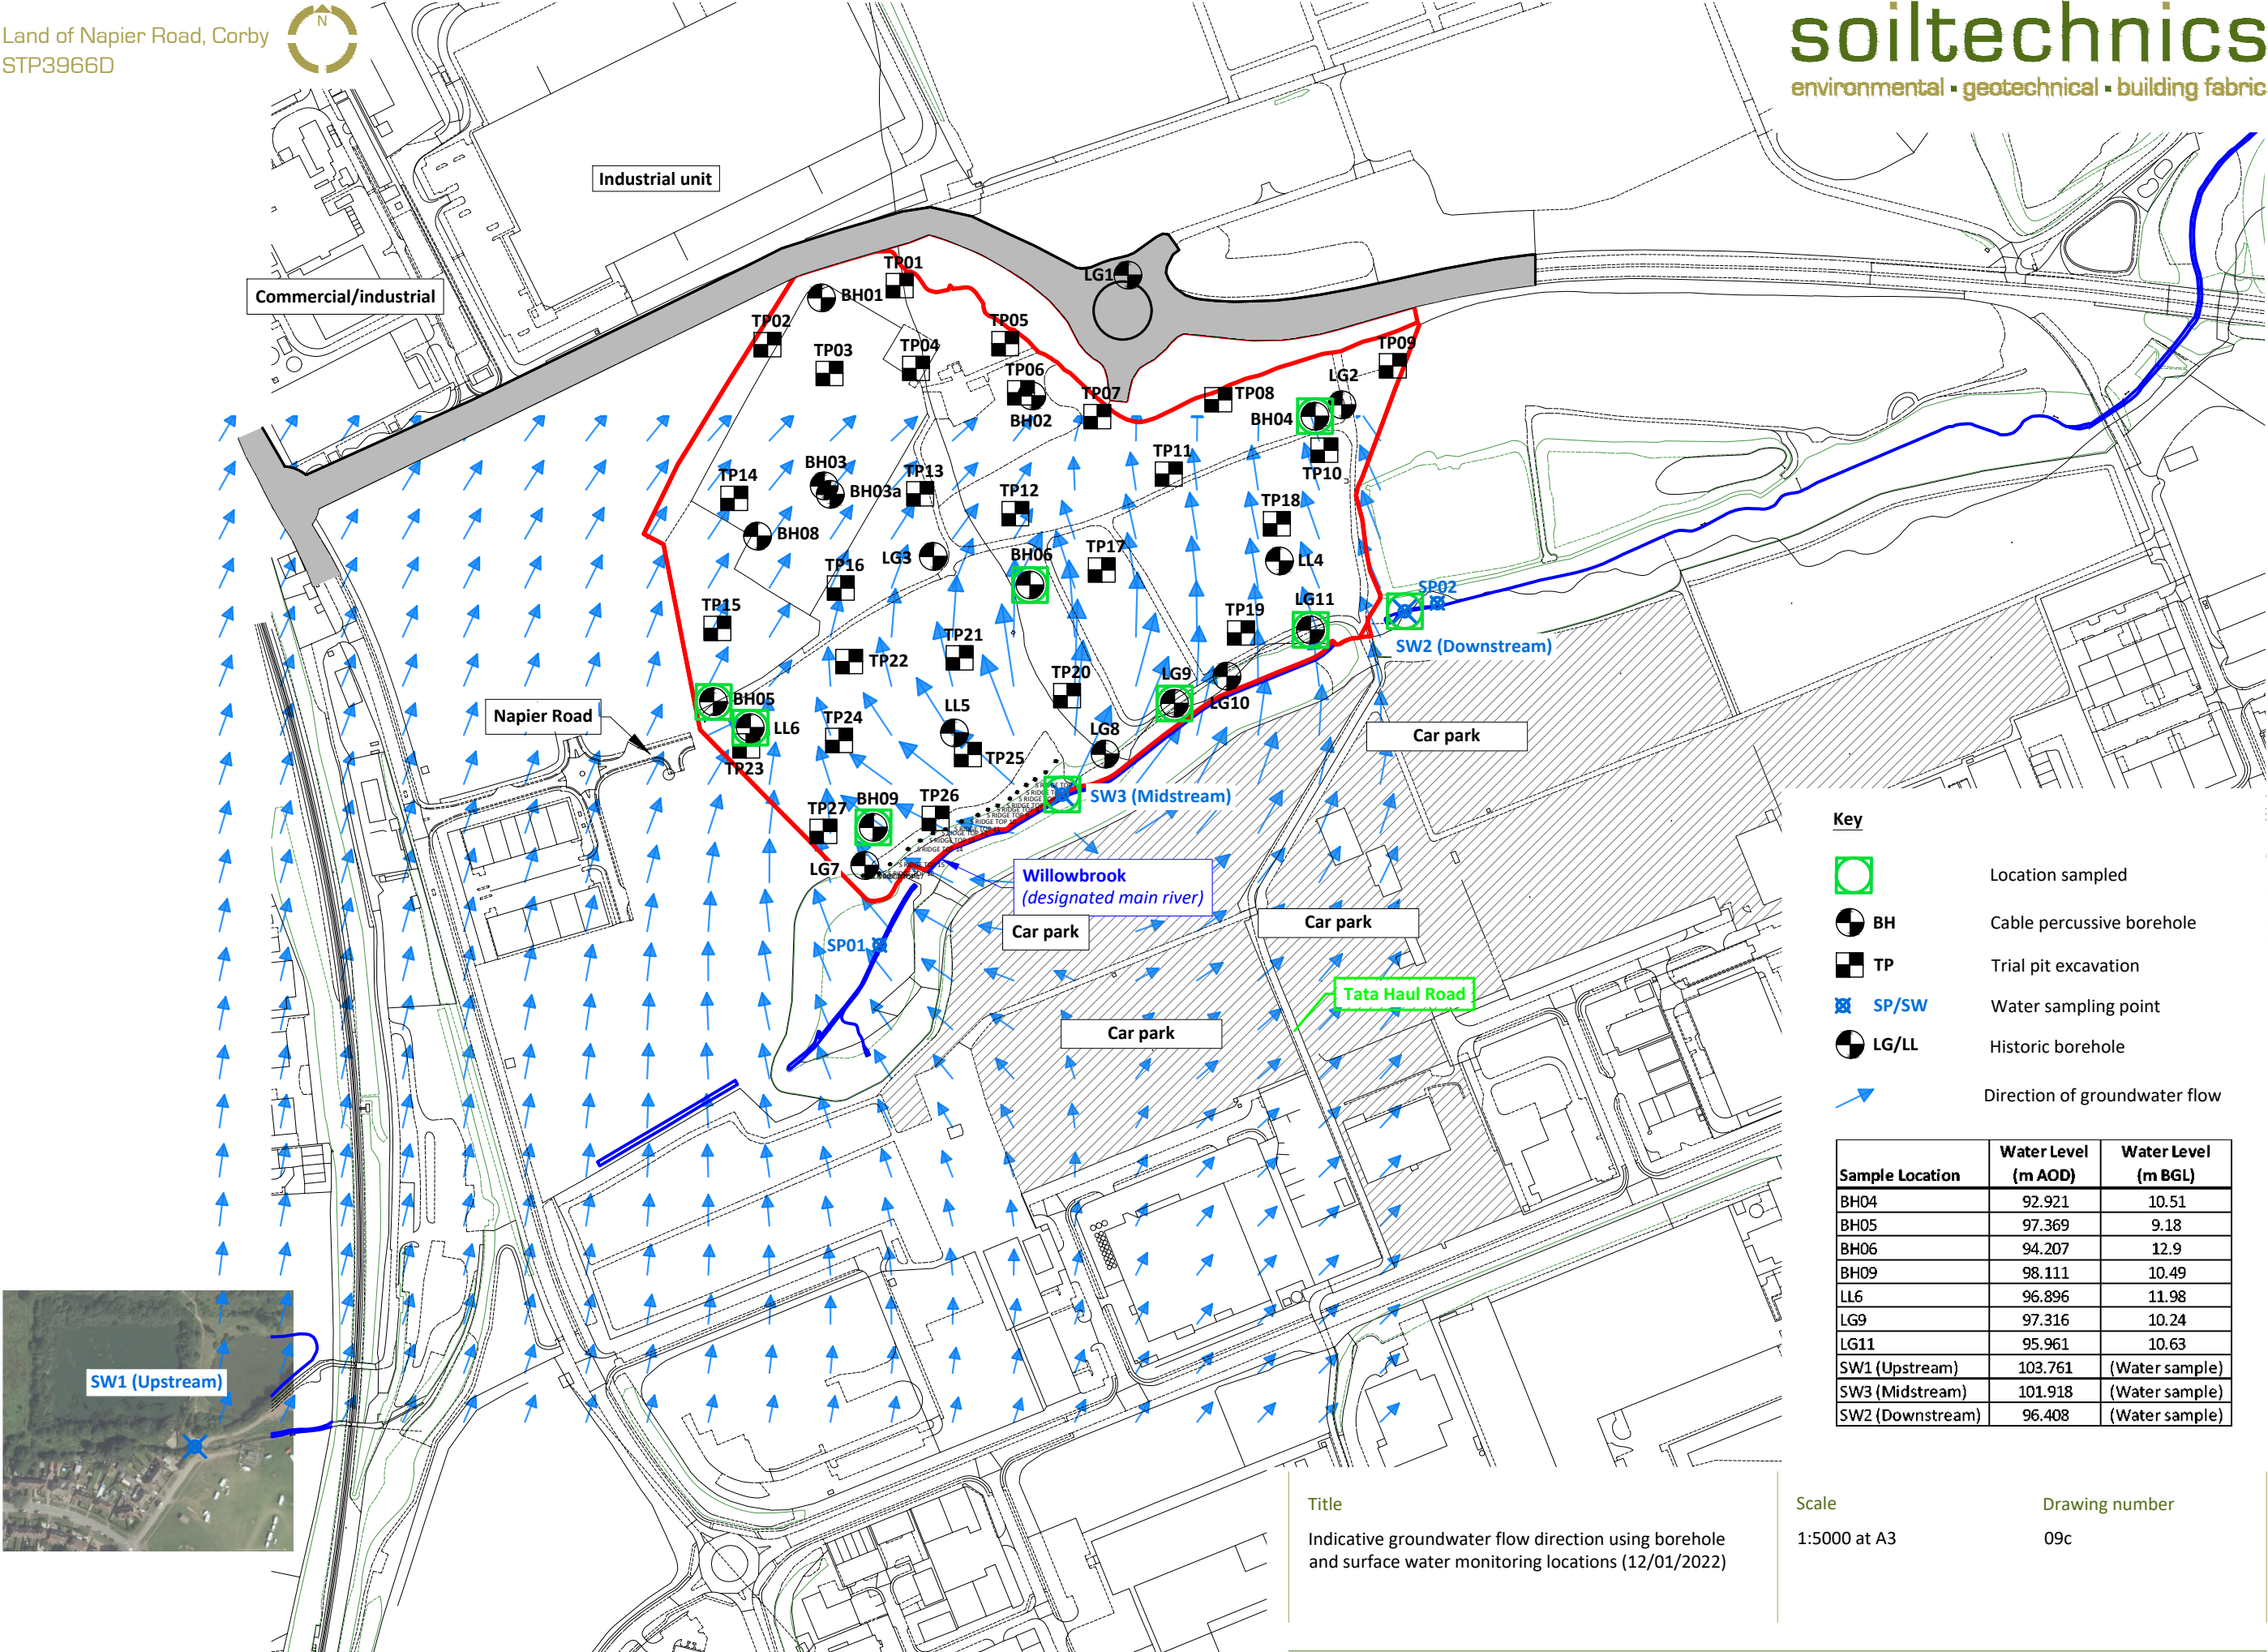 Land of Napier Road, Corby
STP3966D
N
soiltechnics
environmental ▪ geotechnical ▪ building fabric
Industrial unit
Commercial/industrial
LG1
TP01
BH01
TP02
TP03
TP04
TP05
TP06
BH02
TP07
TP08
TP09
LG2
BH04
TP10
TP11
TP14
BH03
BH03a
TP13
TP12
TP18
BH08
LG3
BH06
TP17
LL4
TP16
TP15
TP19
LG11
SP02
SW2 (Downstream)
TP21
TP22
TP20
LG9
LG10
BH05
LL6
TP23
TP24
LL5
TP25
LG8
Napier Road
Car park
SW3 (Midstream)
TP27
BH09
TP26
LG7
Willowbrook
(designated main river)
SP01
Car park
Car park
Tata Haul Road
Car park
SW1 (Upstream)
Key
Location sampled
BH Cable percussive borehole
TP Trial pit excavation
SP/SW Water sampling point
LG/LL Historic borehole
Direction of groundwater flow
Sample Location Water Level (m AOD) Water Level (m BGL)
BH04 92.921 10.51
BH05 97.369 9.18
BH06 94.207 12.9
BH09 98.111 10.49
LL6 96.896 11.98
LG9 97.316 10.24
LG11 95.961 10.63
SW1 (Upstream) 103.761 (Water sample)
SW3 (Midstream) 101.918 (Water sample)
SW2 (Downstream) 96.408 (Water sample)
Title
Indicative groundwater flow direction using borehole
and surface water monitoring locations (12/01/2022)
Scale
1:5000 at A3
Drawing number
09c